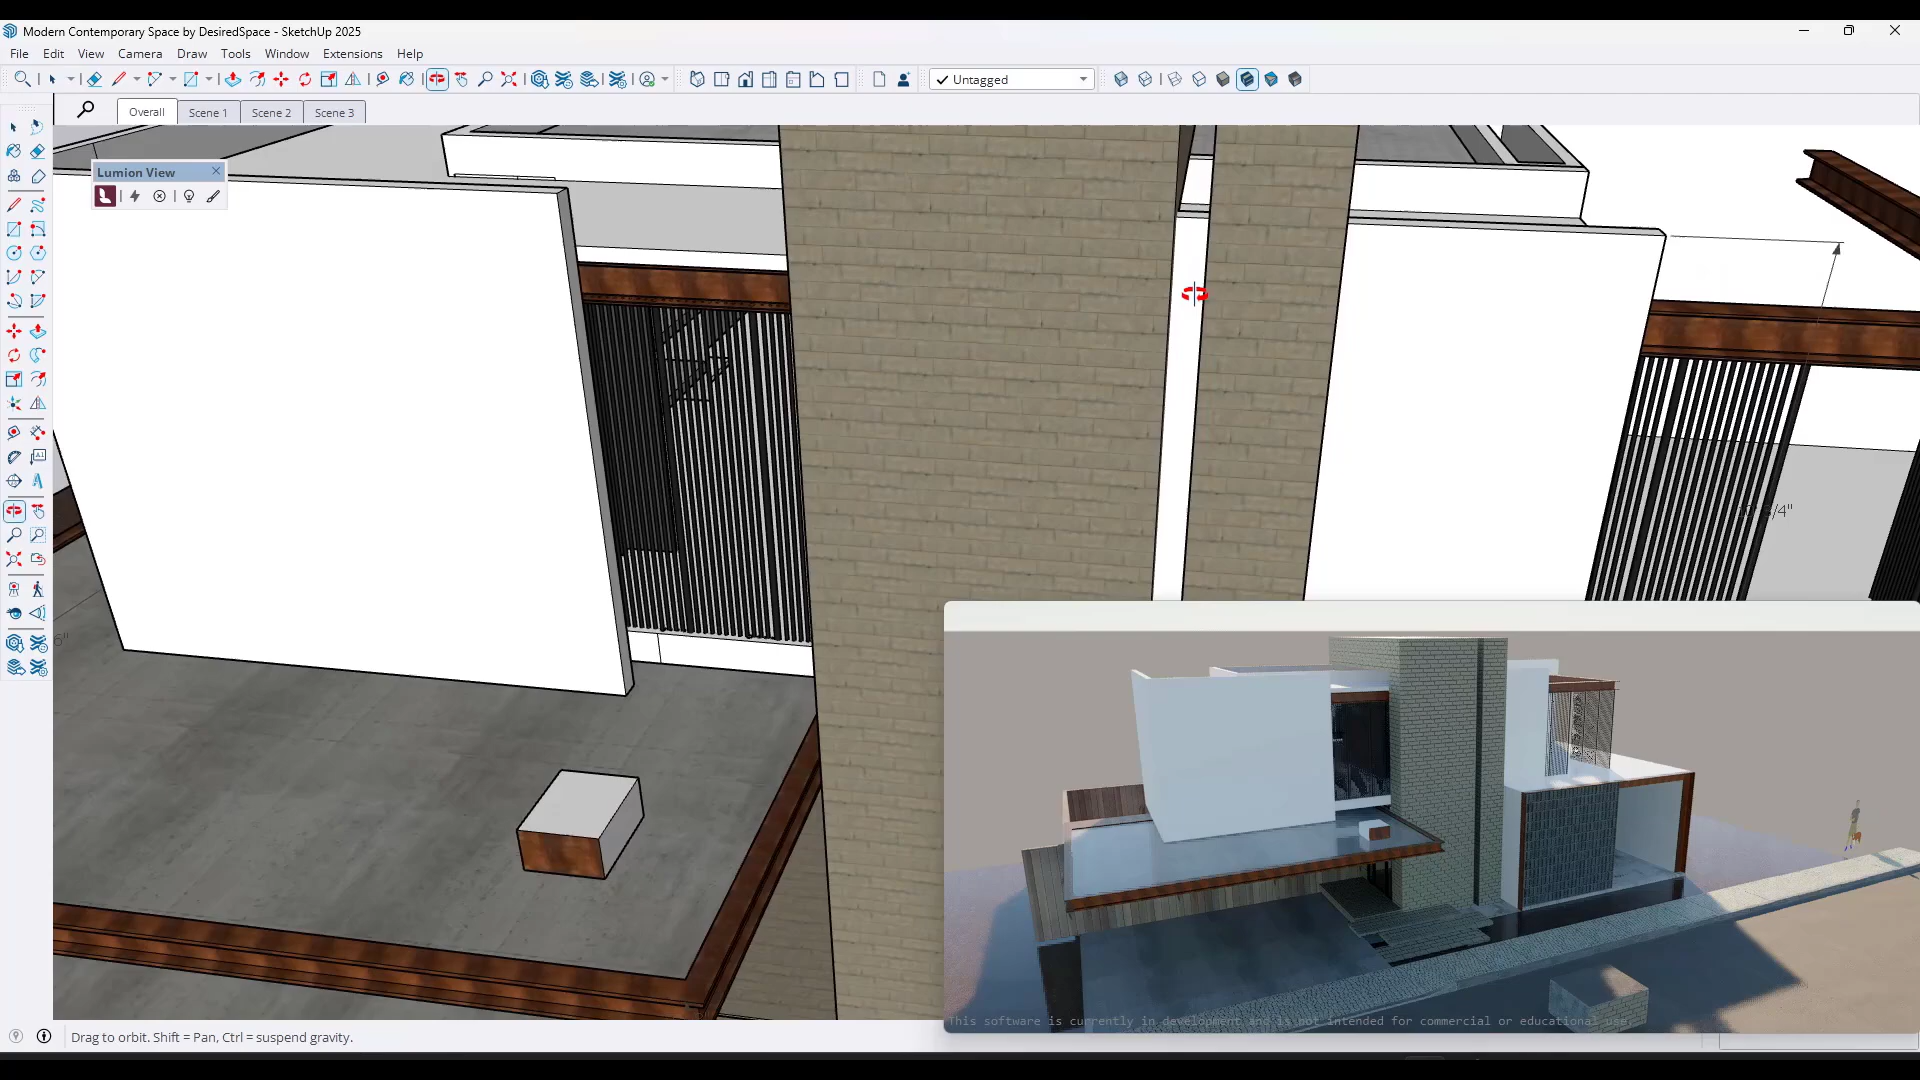 Modern Contemporary Space by DesiredSpace - SketchUp 2025
File Edit View Camera Draw Tools Window Extensions Help
Untagged
Overall Scene 1 Scene 2 Scene 3
Lumion View
6"
This software is currently in development and is not intended for commercial or educational use.
Drag to orbit. Shift = Pan, Ctrl = suspend gravity.